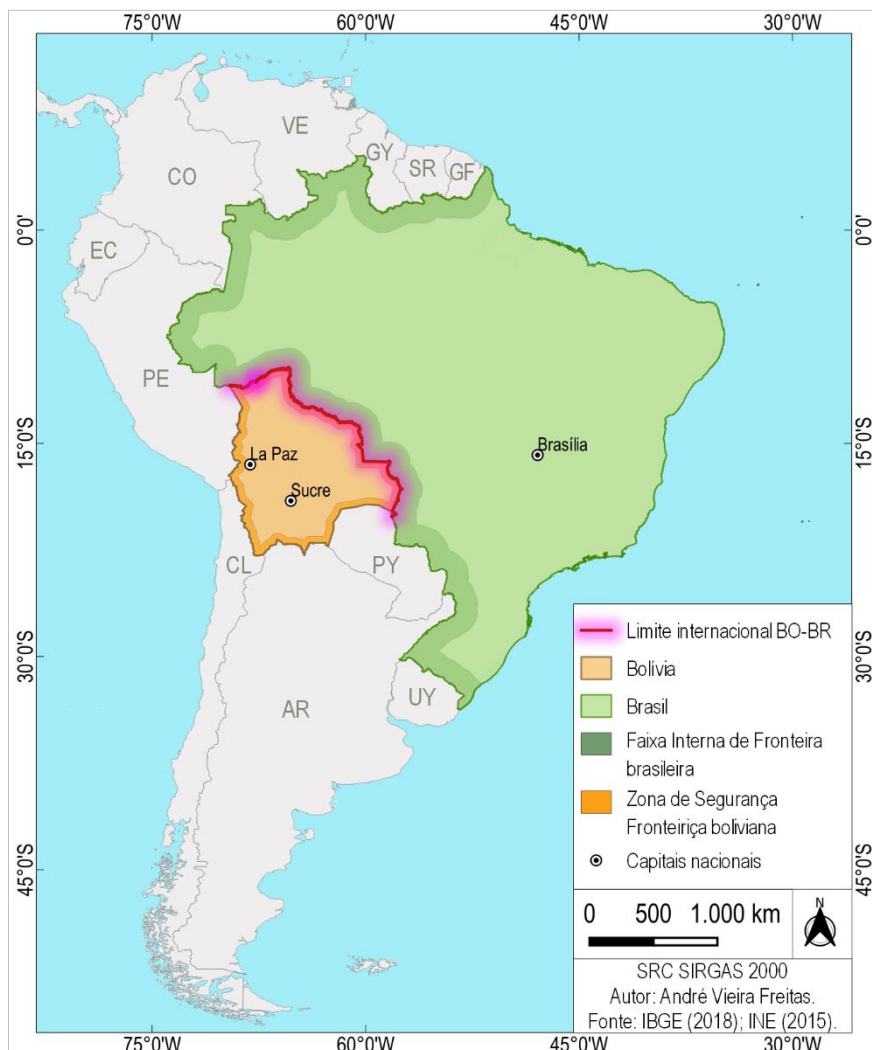 75°0'W 60°0'W 45°0'W 30°0'W
VE
GY
SR
GF
CO
0°0' 0°0'
EC
PE
15°0'S 15°0'S
La Paz
Brasília
Sucre
CL
PY
30°0'S 30°0'S
AR
UY
45°0'S 45°0'S
Limite internacional BO-BR
Bolívia
Brasil
Faixa Interna de Fronteira
brasileira
Zona de Segurança
Fronteiriça boliviana
Capitais nacionais
0 500 1.000 km
N
SRC SIRGAS 2000
Autor: André Vieira Freitas.
Fonte: IBGE (2018); INE (2015).
75°0'W 60°0'W 45°0'W 30°0'W